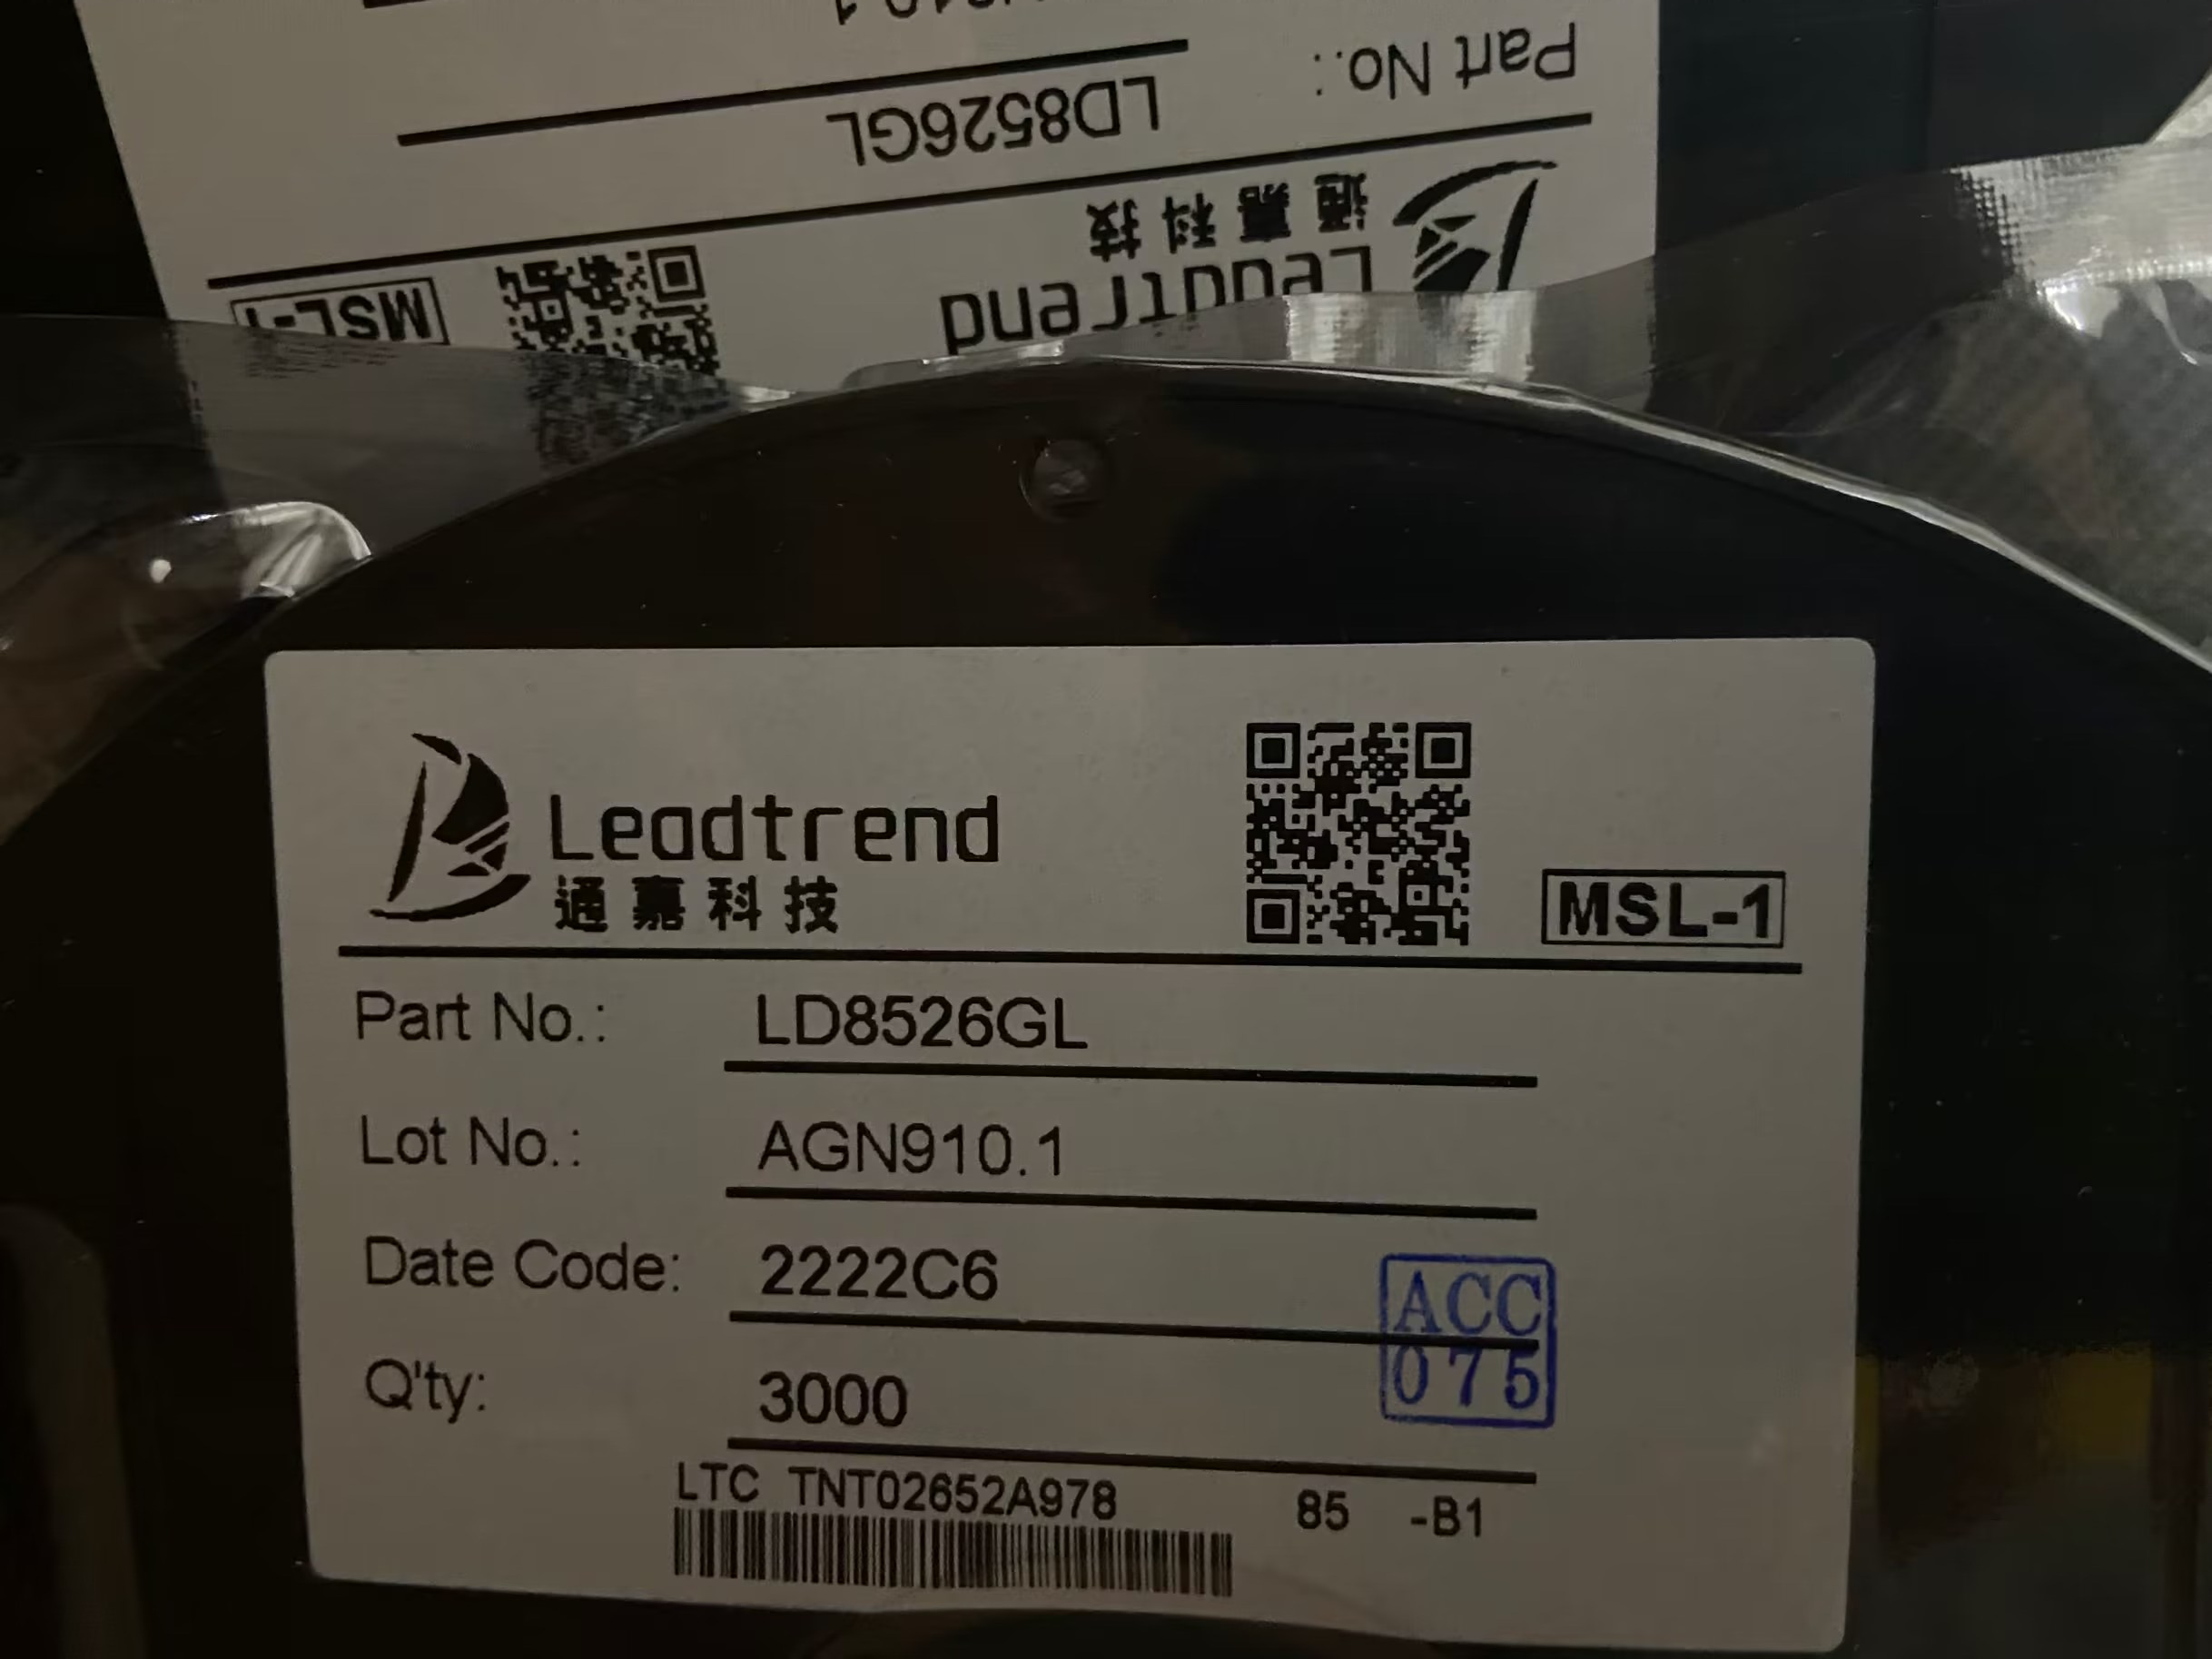 Part No.:
LD8526GL
Leadtrend
通嘉科技
MSL-1
Leadtrend
通嘉科技
MSL-1
Part No.: LD8526GL
Lot No.: AGN910.1
Date Code: 2222C6
Q'ty: 3000
ACC
075
LTC TNT02652A978 85 -B1